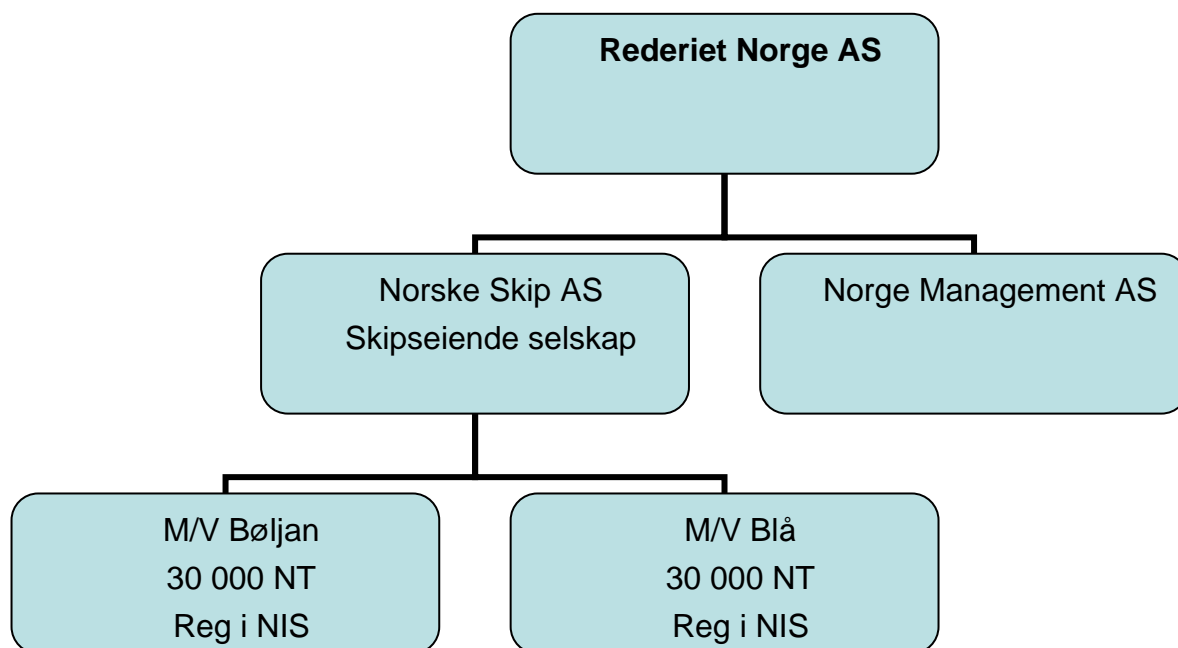 Rederiet Norge AS
Norske Skip AS
Skipseiende selskap
Norge Management AS
M/V Bøljan
30 000 NT
Reg i NIS
M/V Blå
30 000 NT
Reg i NIS